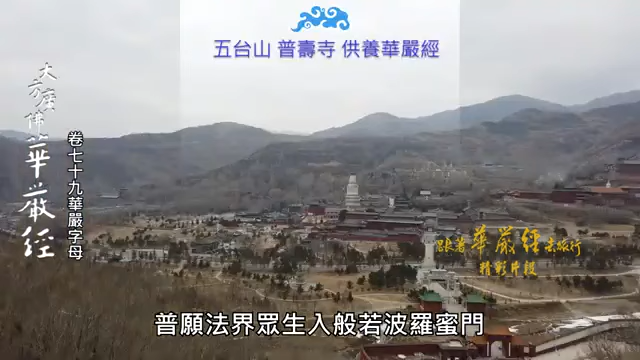 五台山 普壽寺 供養華嚴經
大方廣佛華嚴經
卷七十九華嚴字母
跟著華嚴經去旅行
精彩片段
普願法界眾生入般若波羅蜜門